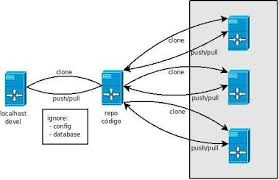 clone
clone
push/pull
clone
push/pull
localhost
devel
push/pull
repo
código
ignore:
- config
- database
clone
push/pull